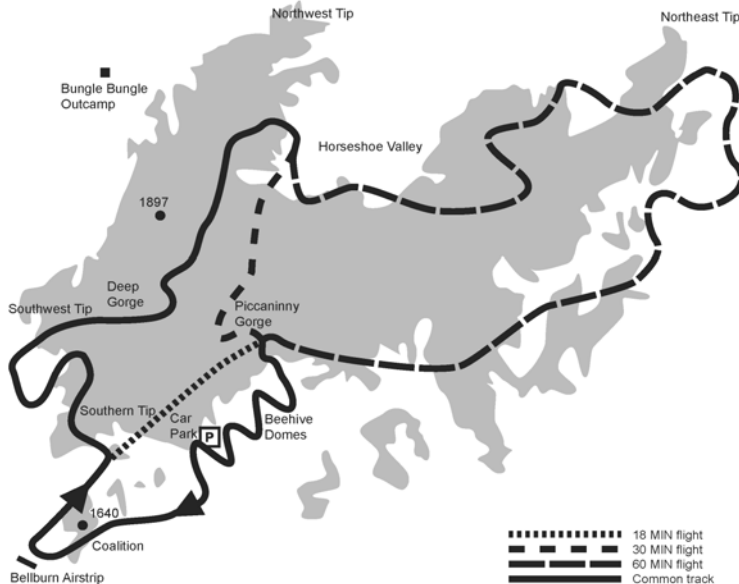 Northwest Tip
Northeast Tip
Bungle Bungle
Outcamp
Horseshoe Valley
1897
Deep
Gorge
Southwest Tip
Piccaninny
Gorge
Southern Tip
Car
Park
P
Beehive
Domes
1640
Coalition
Bellburn Airstrip
18 MIN flight
30 MIN flight
60 MIN flight
Common track